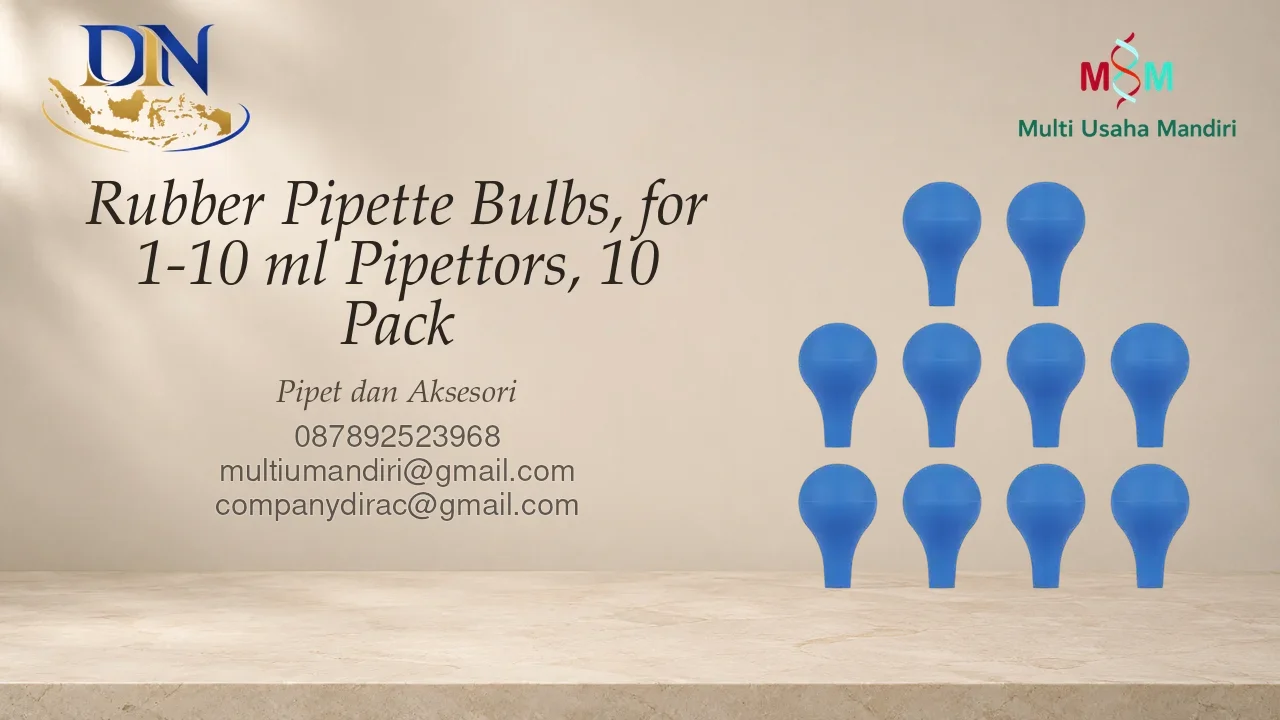 DIN
M M
Multi Usaha Mandiri
Rubber Pipette Bulbs, for
1-10 ml Pipettors, 10
Pack
Pipet dan Aksesori
087892523968
multiumandiri@gmail.com
companydirac@gmail.com